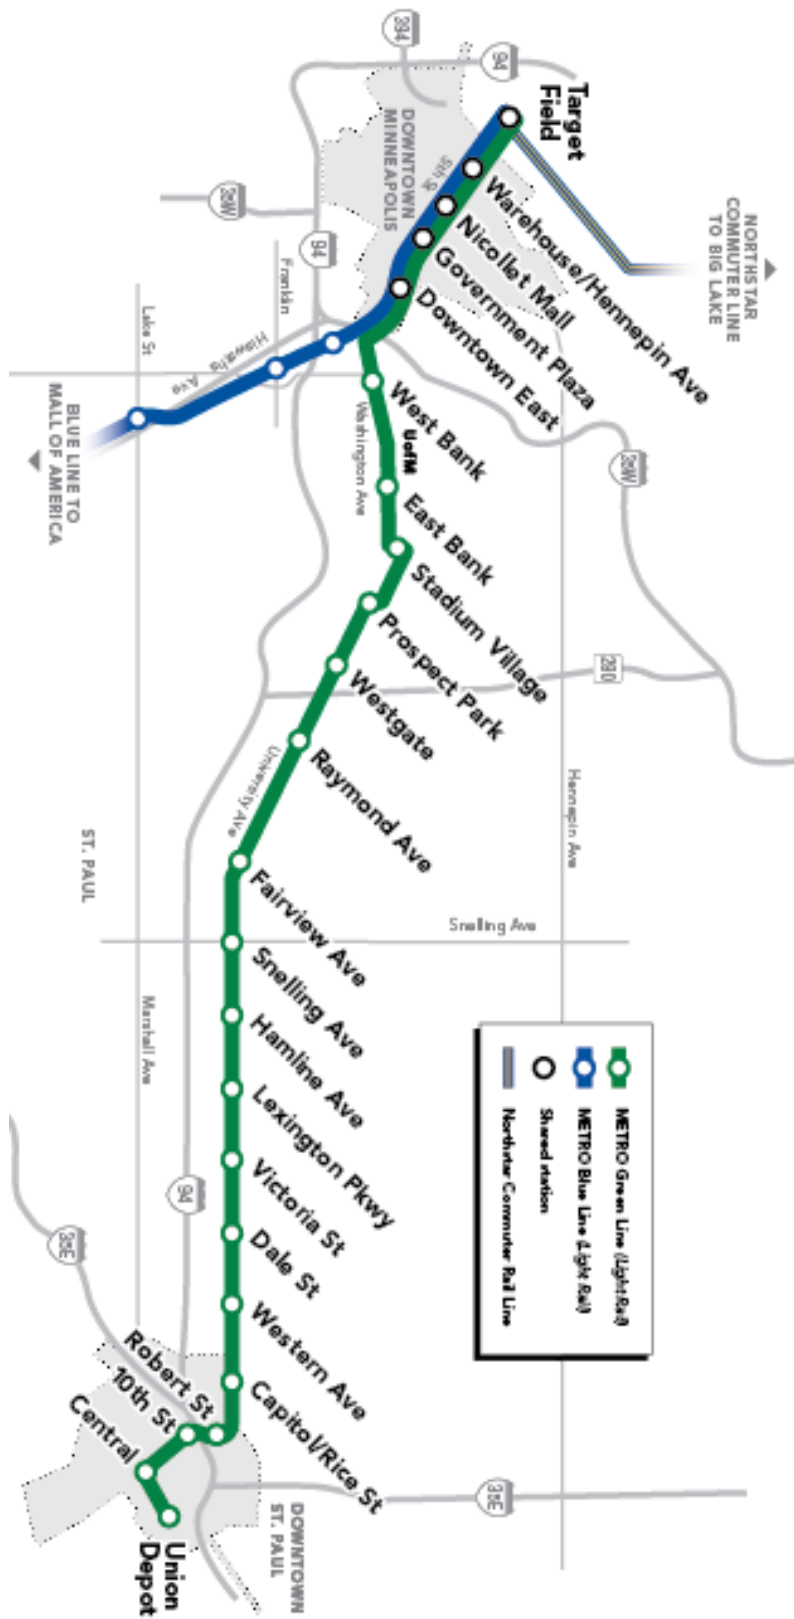 NORTHSTAR
COMMUTER LINE
TO BIG LAKE
394
94
Target
Field
DOWNTOWN
MINNEAPOLIS
5th St
Warehouse/Hennepin Ave
Nicollet Mall
Government Plaza
Downtown East
35W
94
Franklin
Lake St
Hiawatha
Ave
BLUE LINE TO
MALL OF AMERICA
West Bank
UofM
Washington Ave
East Bank
Stadium Village
35W
280
Prospect Park
Westgate
Raymond Ave
University Ave
Hennepin Ave
ST. PAUL
Fairview Ave
Snelling Ave
Snelling Ave
Hamline Ave
Marshall Ave
Lexington Pkwy
Victoria St
Dale St
94
35E
Western Ave
Capitol/Rice St
Robert St
10th St
Central
35E
DOWNTOWN
ST. PAUL
Union
Depot
METRO Green Line (Light Rail)
METRO Blue Line (Light Rail)
Shared station
Northstar Commuter Rail Line